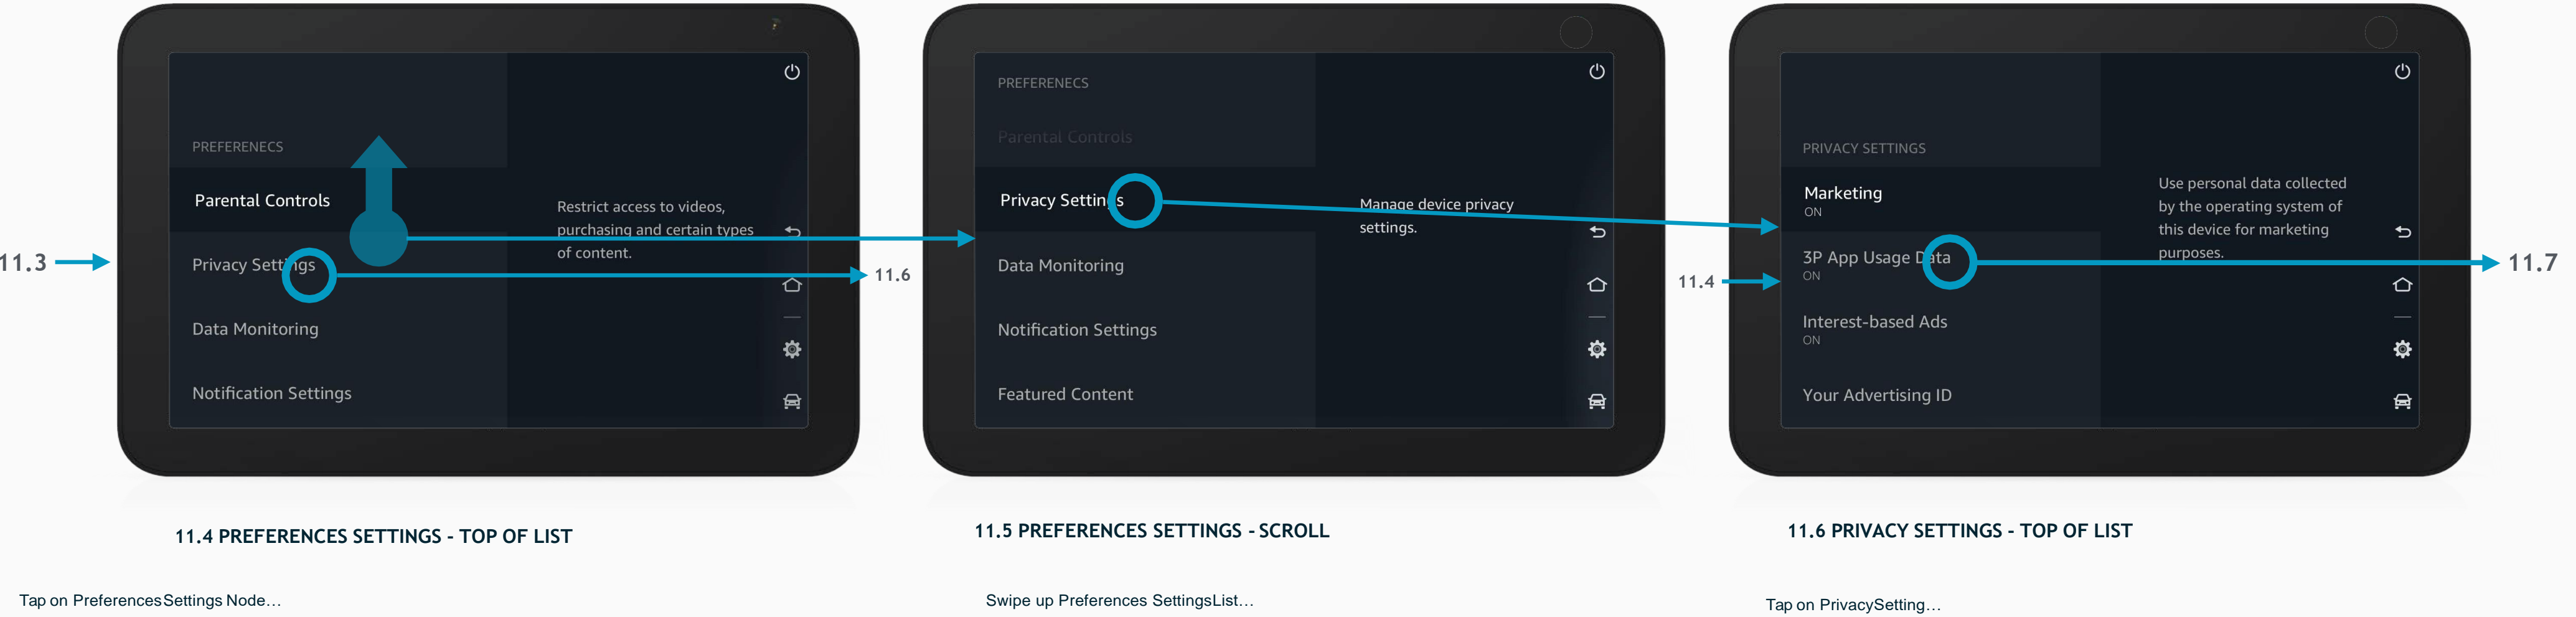 11.3
PREFERENECS
Parental Controls
Restrict access to videos,
purchasing and certain types
of content.
Privacy Settings
Data Monitoring
Notification Settings
11.6
11.4 PREFERENCES SETTINGS - TOP OF LIST
Tap on PreferencesSettings Node...
PREFERENECS
Parental Controls
Privacy Settings
Manage device privacy
settings.
Data Monitoring
Notification Settings
Featured Content
11.5 PREFERENCES SETTINGS - SCROLL
Swipe up Preferences SettingsList...
11.4
PRIVACY SETTINGS
Marketing
ON
Use personal data collected
by the operating system of
this device for marketing
purposes.
3P App Usage Data
ON
Interest-based Ads
ON
Your Advertising ID
11.7
11.6 PRIVACY SETTINGS - TOP OF LIST
Tap on PrivacySetting...